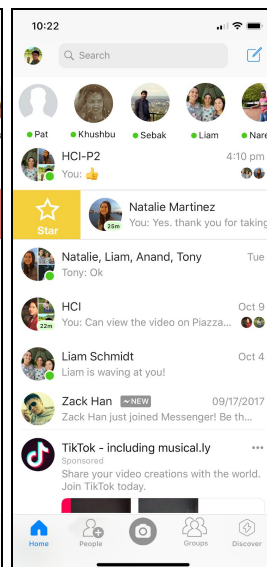 10:22
Search
Pat
Khushbu
Sebak
Liam
Nare
HCI-P2
4:10 pm
You: 👍
Star
25m
Natalie Martinez
You: Yes. thank you for taking
Natalie, Liam, Anand, Tony
Tue
Tony: Ok
22m
HCI
Oct 9
You: Can view the video on Piazza...
Liam Schmidt
Oct 4
Liam is waving at you!
Zack Han NEW
09/17/2017
Zack Han just joined Messenger! Be th...
TikTok - including musical.ly
Sponsored
Share your video creations with the world.
Join TikTok today.
Home
People
Groups
Discover